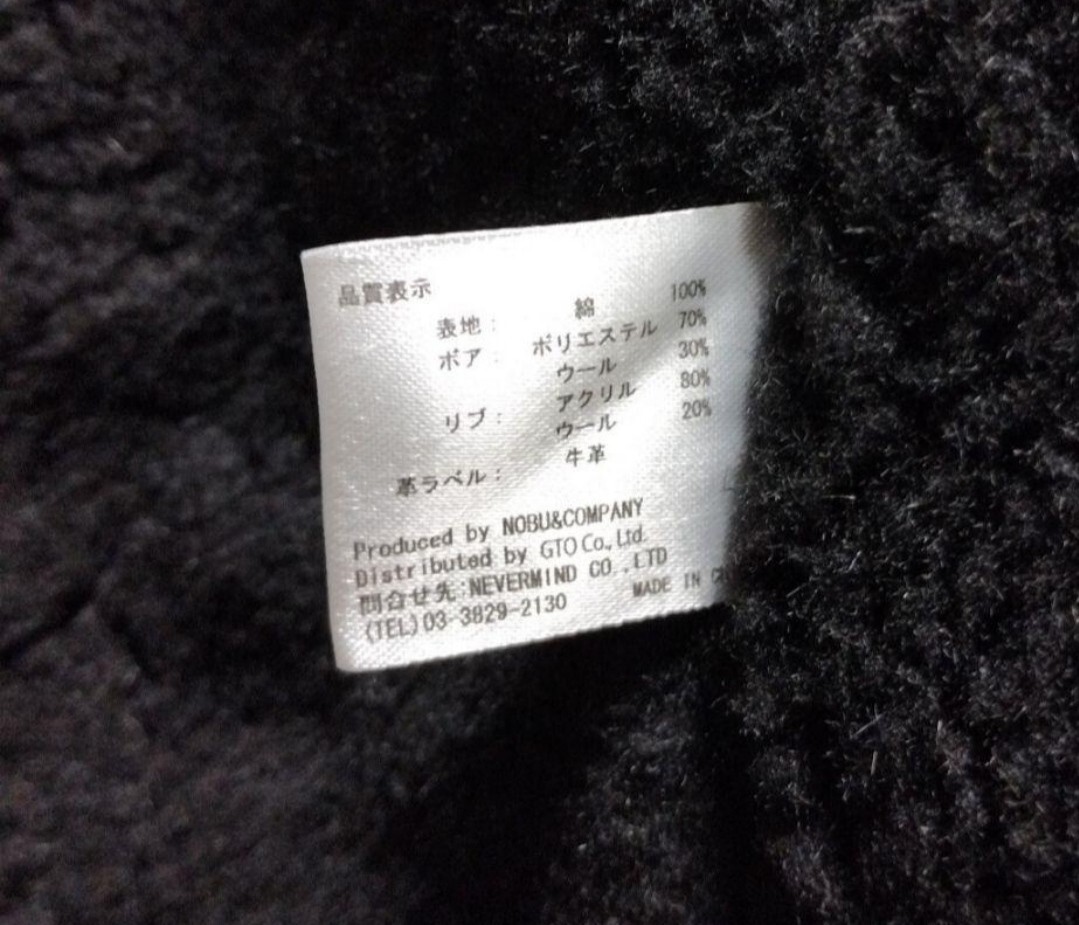 品質表示
表地: 綿 100%
ボア: ポリエステル 70%
ウール 30%
リブ: アクリル 80%
ウール 20%
革ラベル: 牛革
Produced by NOBU&COMPANY
Distributed by GTO Co., Ltd.
問合せ先:NEVERMIND CO.,LTD
(TEL)03-3829-2130 MADE IN